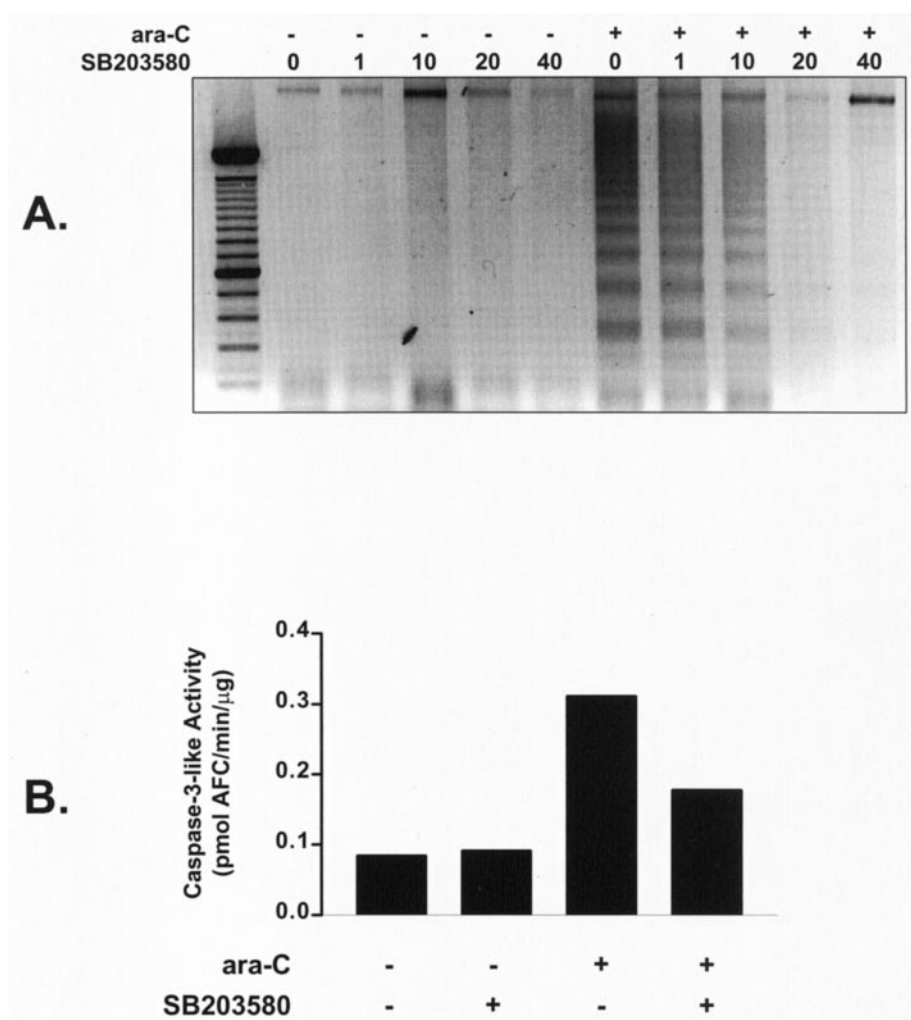 ara-C - - - - - + + + + +
SB203580 0 1 10 20 40 0 1 10 20 40
A.
B.
Caspase-3-like Activity
(pmol AFC/min/µg)
0.4
0.3
0.2
0.1
0.0
ara-C - - + +
SB203580 - + - +